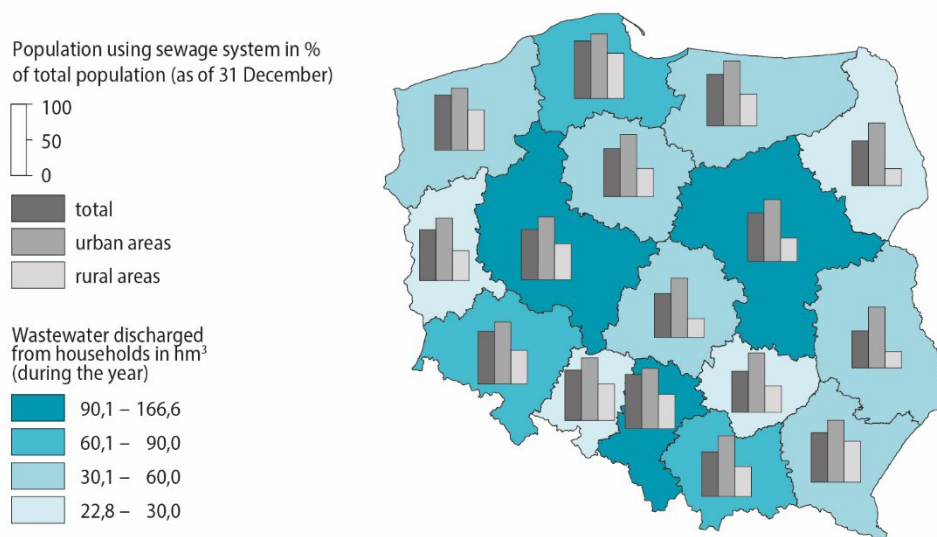 Population using sewage system in %
of total population (as of 31 December)
100
50
0
total
urban areas
rural areas
Wastewater discharged
from households in hm³
(during the year)
90,1 – 166,6
60,1 – 90,0
30,1 – 60,0
22,8 – 30,0